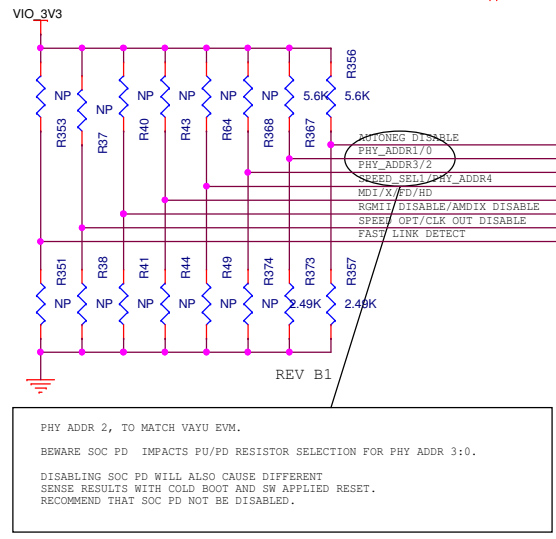 VIO_3V3
R356
NP NP NP NP NP NP 5.6K 5.6K
R353 R37 R40 R43 R64 R368 R367
AUTONEG DISABLE
PHY_ADDR1/0
PHY_ADDR3/2
SPEED_SEL1/PHY_ADDR4
MDI/X/FD/HD
RGMII DISABLE/AMDIX DISABLE
SPEED OPT/CLK OUT DISABLE
FAST LINK DETECT
R351 R38 R41 R44 R49 R374 R373 R357
NP NP NP NP NP NP 2.49K 2.49K
REV B1
PHY ADDR 2, TO MATCH VAYU EVM.
BEWARE SOC PD IMPACTS PU/PD RESISTOR SELECTION FOR PHY ADDR 3:0.
DISABLING SOC PD WILL ALSO CAUSE DIFFERENT
SENSE RESULTS WITH COLD BOOT AND SW APPLIED RESET.
RECOMMEND THAT SOC PD NOT BE DISABLED.